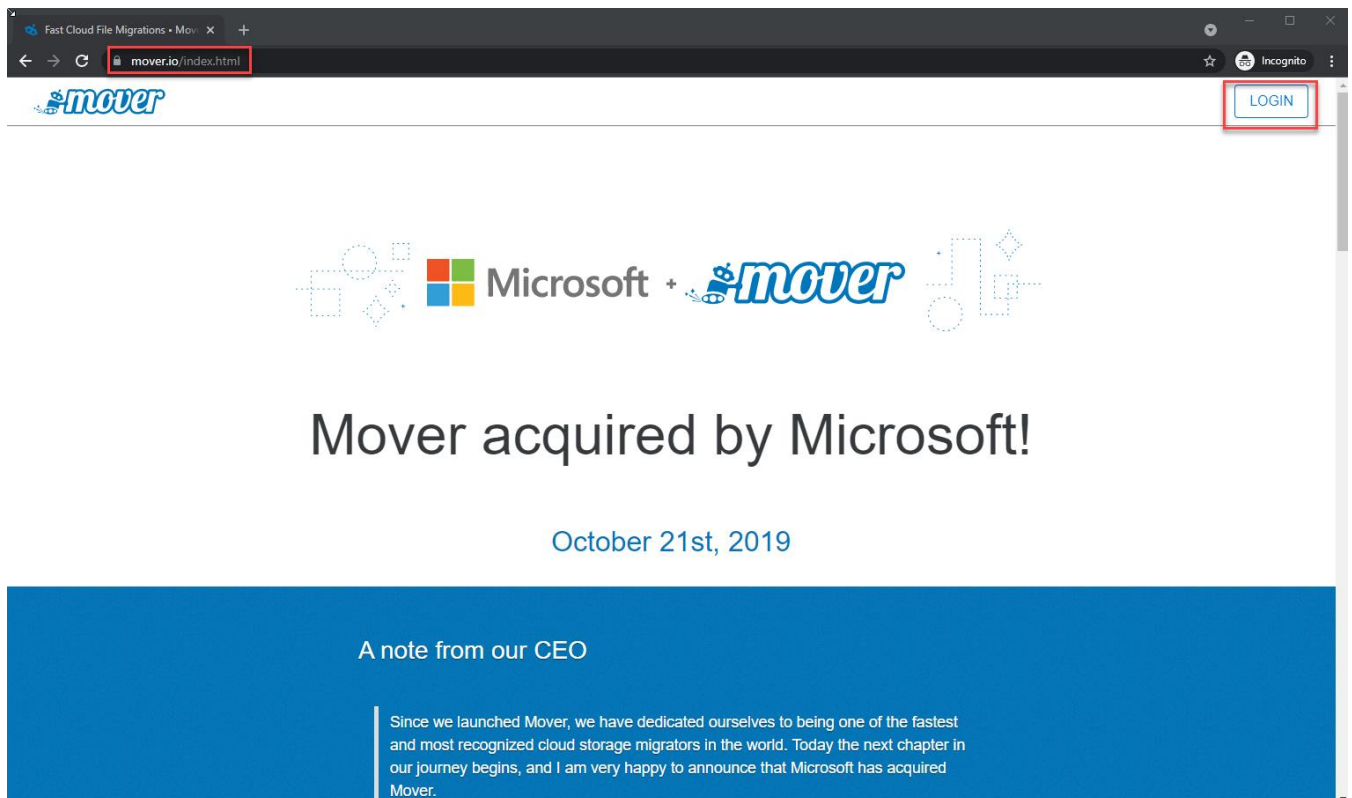 Fast Cloud File Migrations • Mov
mover.io/index.html
Incognito
mover
LOGIN
Microsoft + mover
Mover acquired by Microsoft!
October 21st, 2019
A note from our CEO
Since we launched Mover, we have dedicated ourselves to being one of the fastest
and most recognized cloud storage migrators in the world. Today the next chapter in
our journey begins, and I am very happy to announce that Microsoft has acquired
Mover.